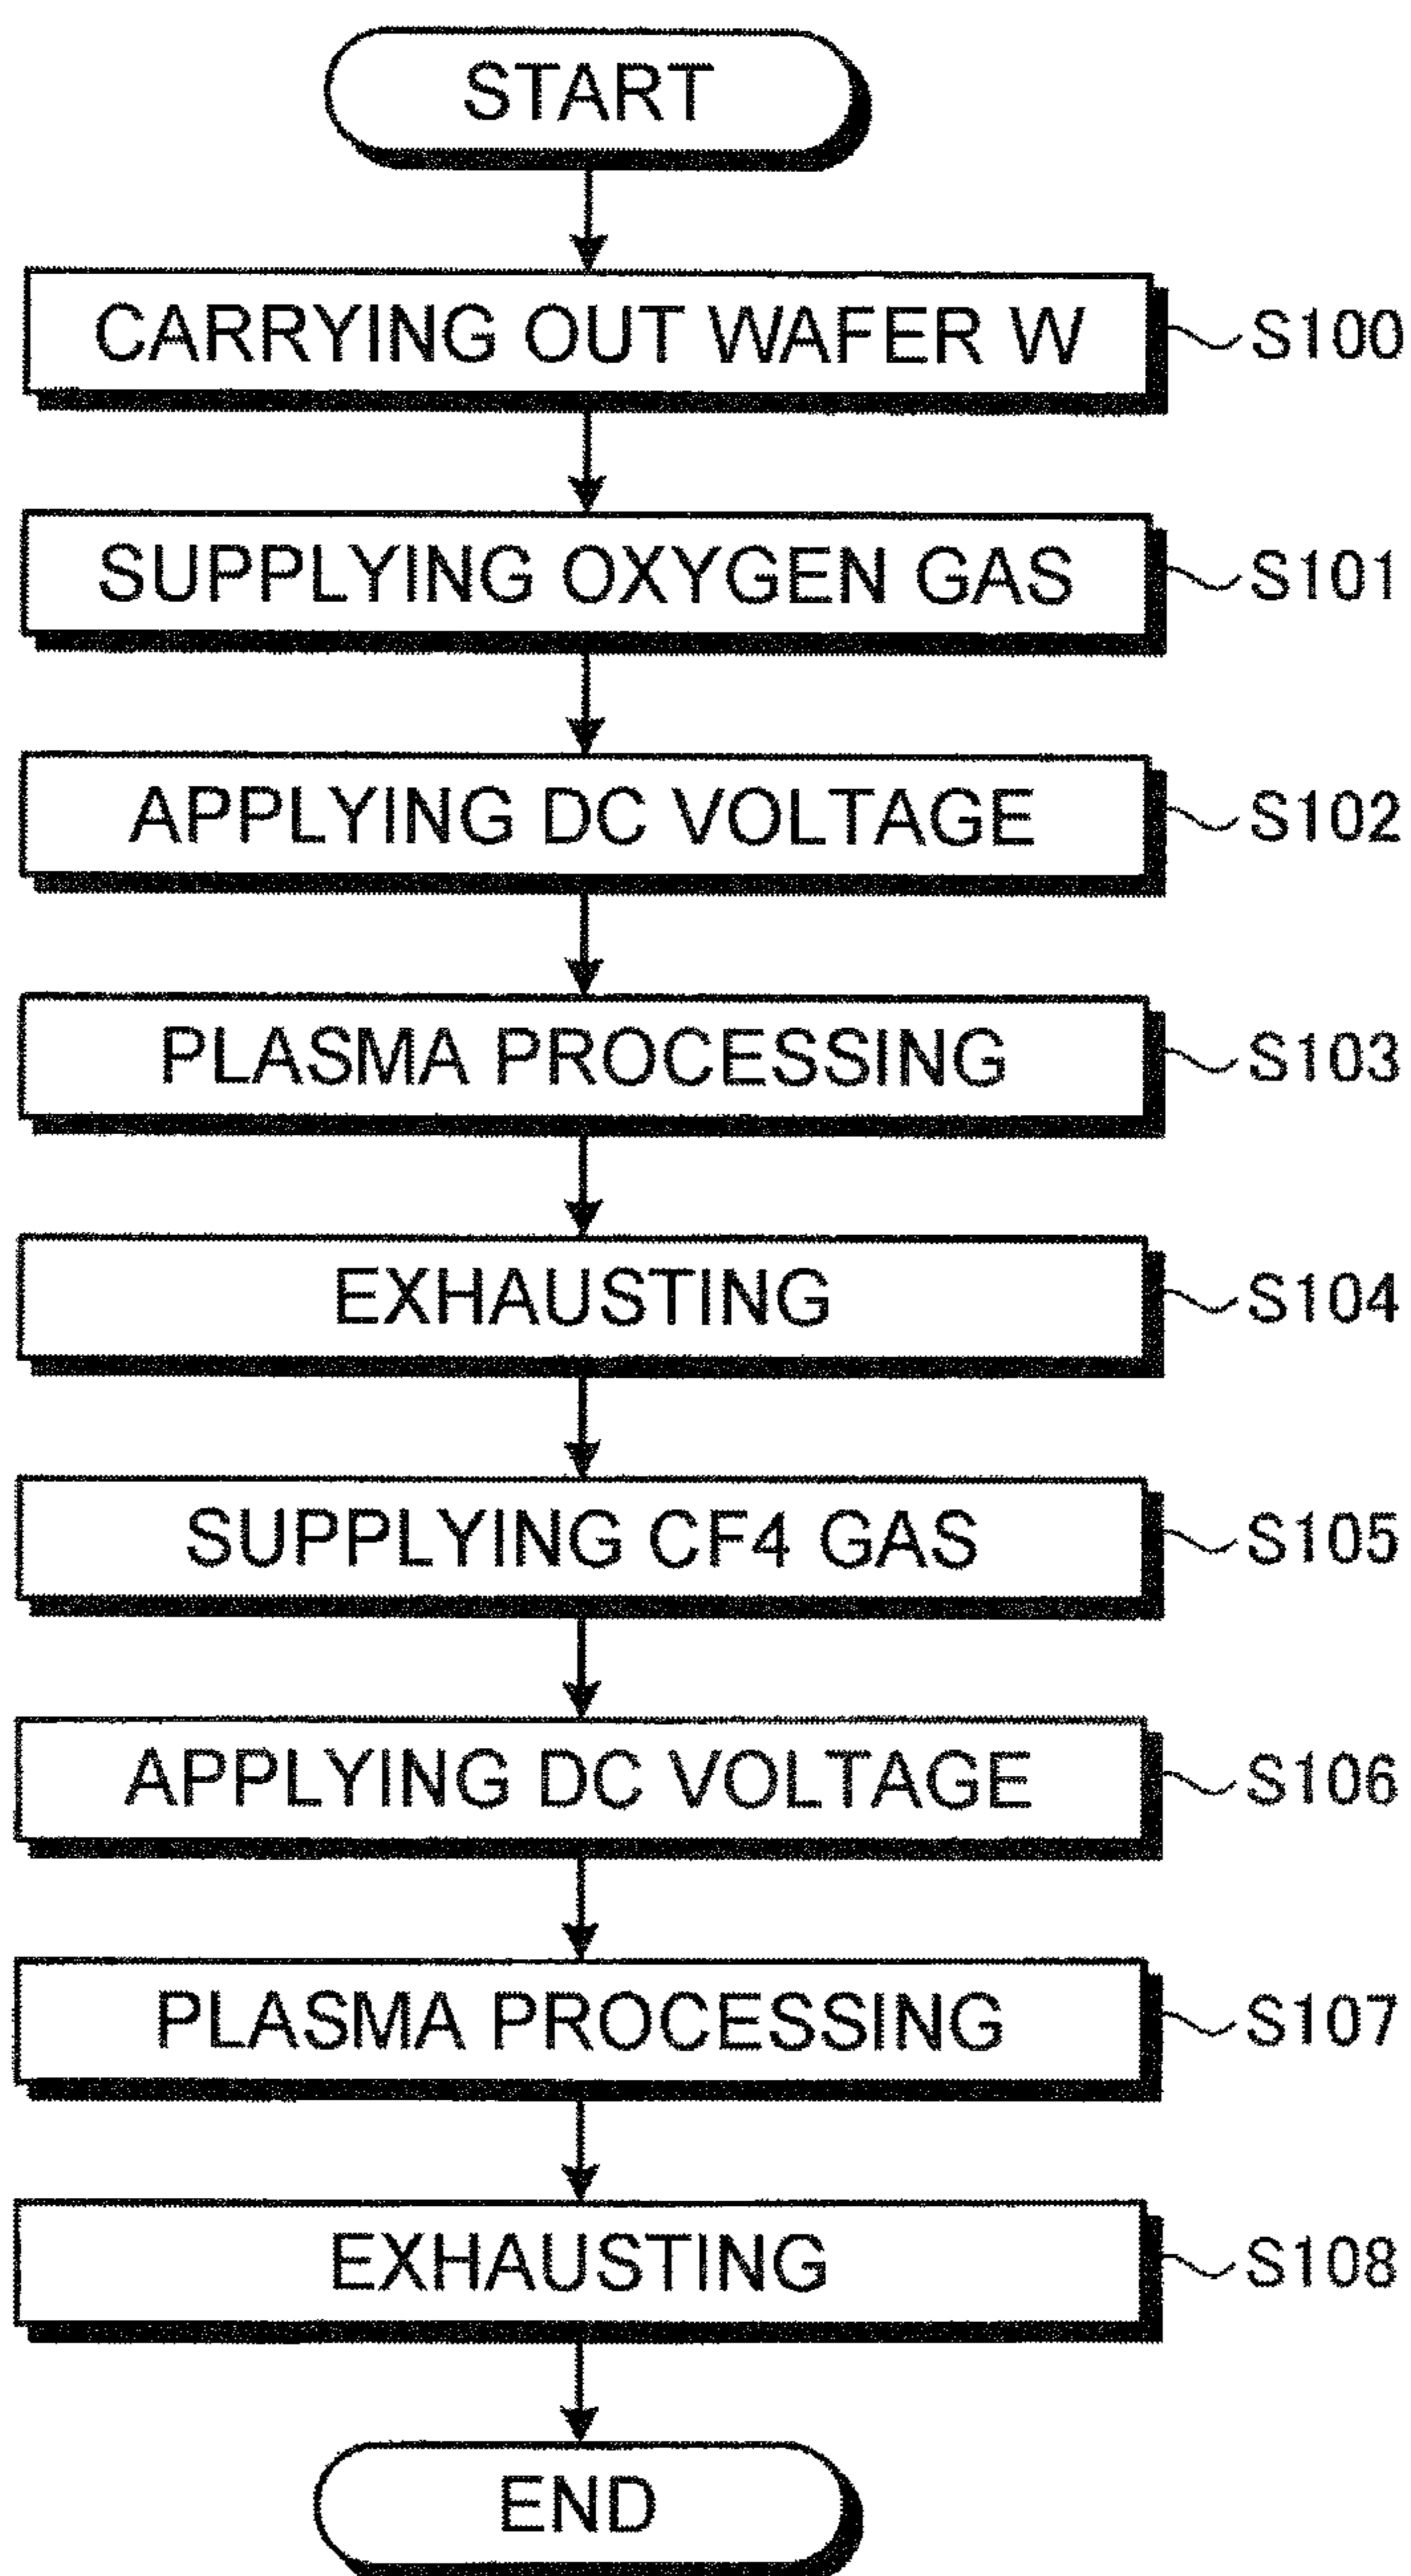 START
CARRYING OUT WAFER W S100
SUPPLYING OXYGEN GAS S101
APPLYING DC VOLTAGE S102
PLASMA PROCESSING S103
EXHAUSTING S104
SUPPLYING CF4 GAS S105
APPLYING DC VOLTAGE S106
PLASMA PROCESSING S107
EXHAUSTING S108
END